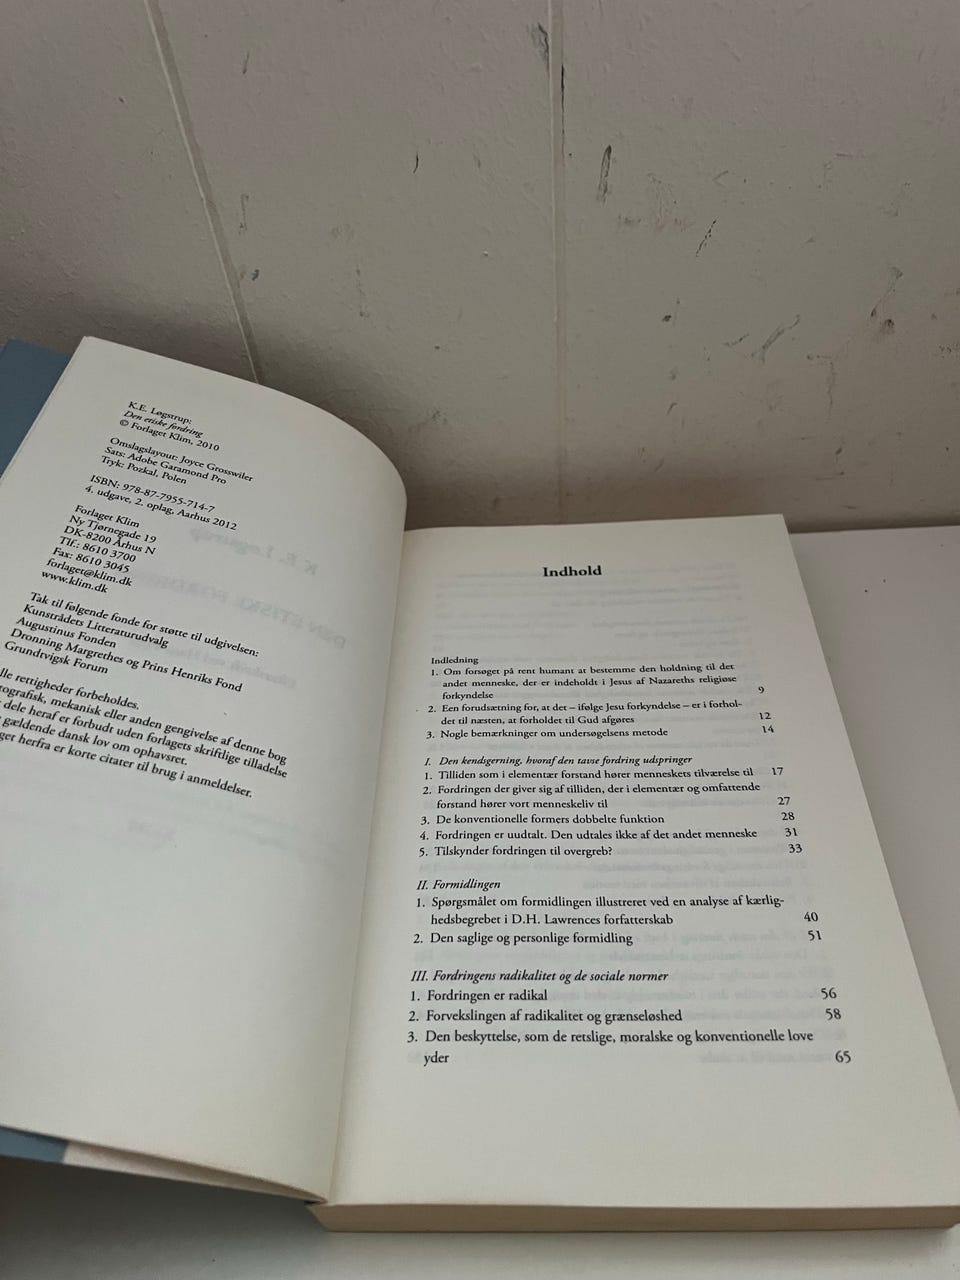 K.E. Løgstrup:
Den etiske fordring
© Forlaget Klim, 2010
Omslagslayout: Joyce Grosswiler
Sats: Adobe Garamond Pro
Tryk: Pozkal, Polen
ISBN: 978-87-7955-714-7
4. udgave, 2. oplag, Aarhus 2012
Forlaget Klim
Ny Tjørnegade 19
DK-8200 Århus N
Tlf.: 8610 3700
Fax: 8610 3045
forlaget@klim.dk
www.klim.dk
Tak til følgende fonde for støtte til udgivelsen:
Kunstrådets Litteraturudvalg
Augustinus Fonden
Dronning Margrethes og Prins Henriks Fond
Grundtvigsk Forum
lle rettigheder forbeholdes.
tografisk, mekanisk eller anden gengivelse af denne bog
dele heraf er forbudt uden forlagets skriftlige tilladelse
gældende dansk lov om ophavsret.
get herfra er korte citater til brug i anmeldelser.
Indhold
Indledning
1. Om forsøget på rent humant at bestemme den holdning til det
andet menneske, der er indeholdt i Jesus af Nazareths religiøse
forkyndelse 9
2. Een forudsætning for, at det – ifølge Jesu forkyndelse – er i forhol-
det til næsten, at forholdet til Gud afgøres 12
3. Nogle bemærkninger om undersøgelsens metode 14
I. Den kendsgerning, hvoraf den tavse fordring udspringer
1. Tilliden som i elementær forstand hører menneskets tilværelse til 17
2. Fordringen der giver sig af tilliden, der i elementær og omfattende
forstand hører vort menneskeliv til 27
3. De konventionelle formers dobbelte funktion 28
4. Fordringen er uudtalt. Den udtales ikke af det andet menneske 31
5. Tilskynder fordringen til overgreb? 33
II. Formidlingen
1. Spørgsmålet om formidlingen illustreret ved en analyse af kærlig-
hedsbegrebet i D.H. Lawrences forfatterskab 40
2. Den saglige og personlige formidling 51
III. Fordringens radikalitet og de sociale normer
1. Fordringen er radikal 56
2. Forvekslingen af radikalitet og grænseløshed 58
3. Den beskyttelse, som de retslige, moralske og konventionelle love
yder 65